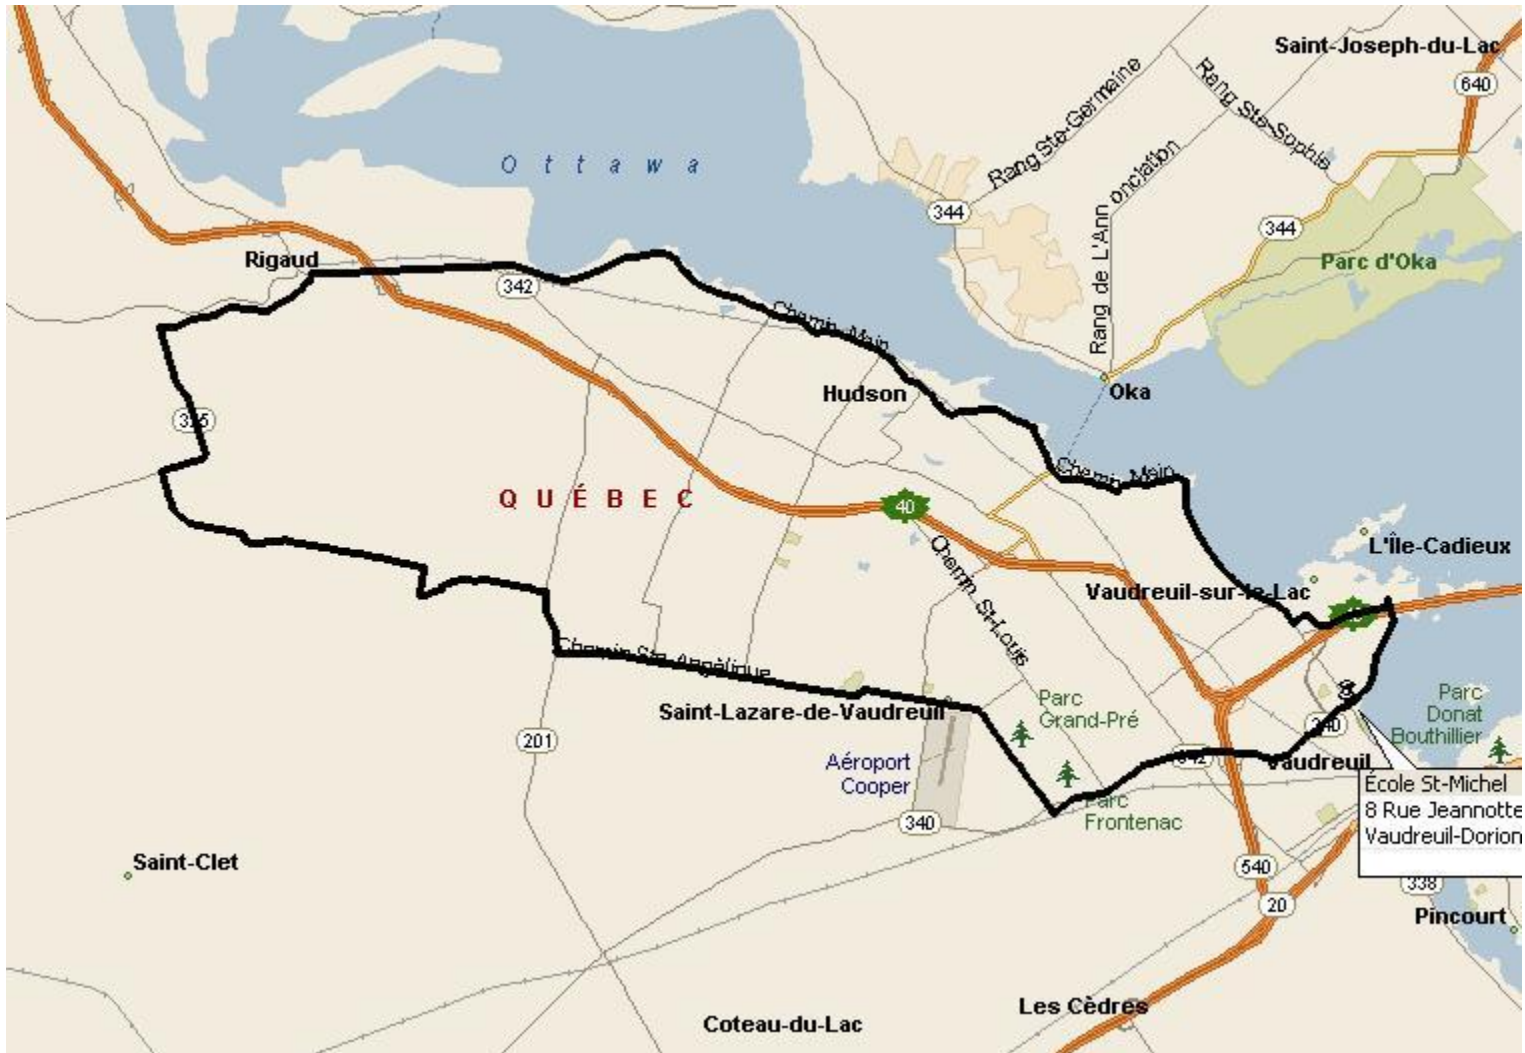 Saint-Joseph-du-Lac
640
Rang Ste-Germaine
Rang Ste-Sophie
Ottawa
Rang de L'Annonciation
344
344
Rigaud
Parc d'Oka
342
Chemin Main
Hudson
Oka
Chemin Main
QUÉBEC
40
Chemin St-Louis
L'Île-Cadieux
Vaudreuil-sur-le-Lac
Chemin Ste-Angèlique
Saint-Lazare-de-Vaudreuil
Parc
Grand-Pré
Parc
Donat
Bouthillier
340
201
342
Vaudreuil
Aéroport
Cooper
École St-Michel
8 Rue Jeannotte
Vaudreuil-Dorion
Parc
Frontenac
340
Saint-Clet
540
338
20
Pincourt
Les Cèdres
Coteau-du-Lac